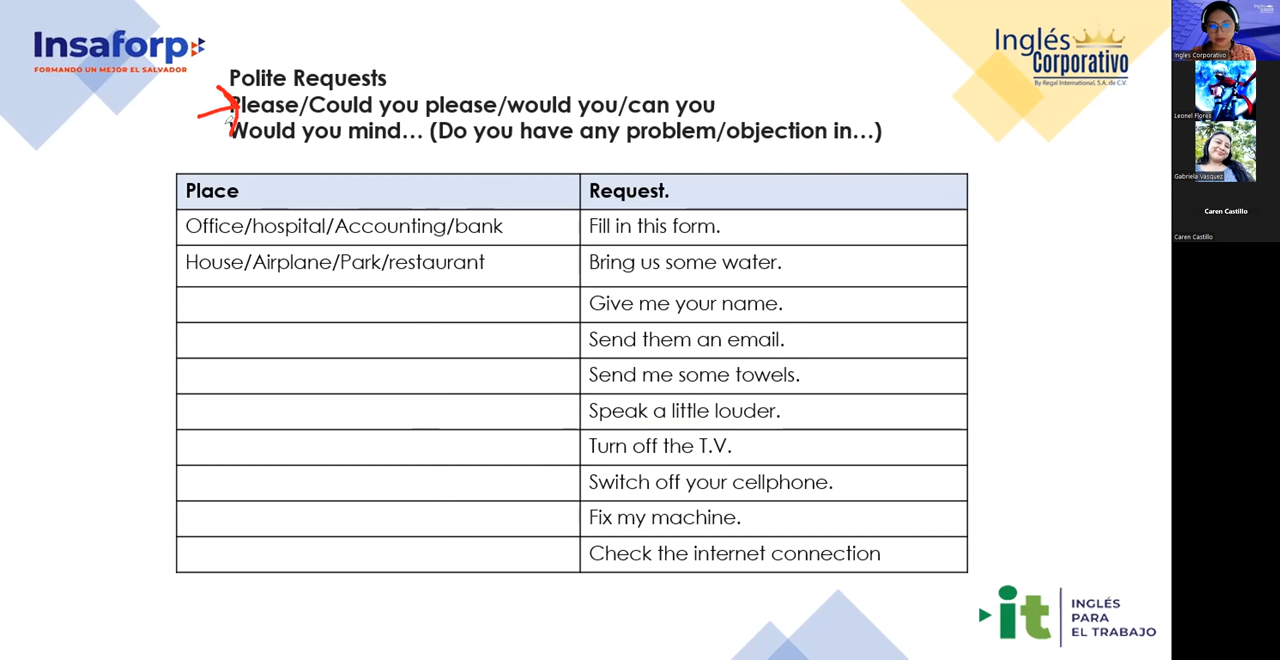 Insaforp
FORMANDO UN MEJOR EL SALVADOR
Inglés
Corporativo
By Regal International, S.A. de C.V.
Polite Requests
Please/Could you please/would you/can you
Would you mind… (Do you have any problem/objection in…)
Place Request.
Office/hospital/Accounting/bank Fill in this form.
House/Airplane/Park/restaurant Bring us some water.
Give me your name.
Send them an email.
Send me some towels.
Speak a little louder.
Turn off the T.V.
Switch off your cellphone.
Fix my machine.
Check the internet connection
it
INGLÉS
PARA
EL TRABAJO
Inglés Corporativo
Leonel Flores
Gabriela Vasquez
Caren Castillo
Caren Castillo